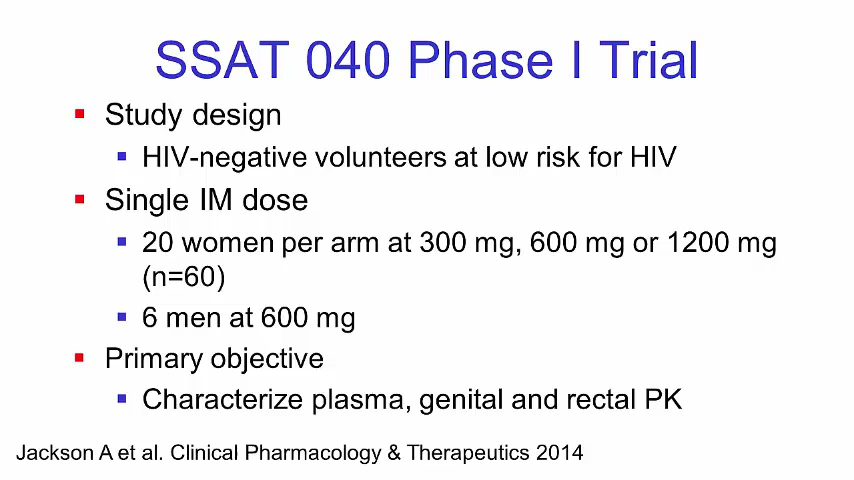 SSAT 040 Phase I Trial
Study design
HIV-negative volunteers at low risk for HIV
Single IM dose
20 women per arm at 300 mg, 600 mg or 1200 mg
(n=60)
6 men at 600 mg
Primary objective
Characterize plasma, genital and rectal PK
Jackson A et al. Clinical Pharmacology & Therapeutics 2014